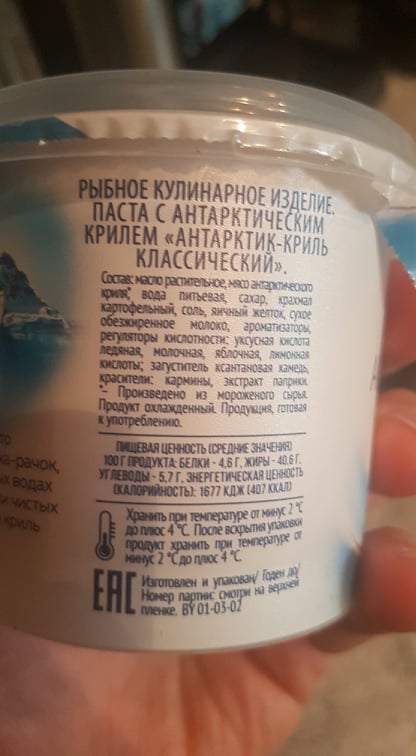 РЫБНОЕ КУЛИНАРНОЕ ИЗДЕЛИЕ.
ПАСТА С АНТАРКТИЧЕСКИМ
КРИЛЕМ «АНТАРКТИК-КРИЛЬ
КЛАССИЧЕСКИЙ».
Состав: масло растительное, мясо антарктического
криля*, вода питьевая, сахар, крахмал
картофельный, соль, яичный желток, сухое
обезжиренное молоко, ароматизаторы,
регуляторы кислотности: уксусная кислота
ледяная, молочная, яблочная, лимонная
кислоты; загуститель ксантановая камедь,
красители: кармины, экстракт паприки.
*- Произведено из мороженого сырья.
Продукт охлажденный. Продукция, готовая
к употреблению.
ПИЩЕВАЯ ЦЕННОСТЬ (СРЕДНИЕ ЗНАЧЕНИЯ)
100 Г ПРОДУКТА: БЕЛКИ - 4,6 Г, ЖИРЫ - 40,6 Г,
УГЛЕВОДЫ - 5,7 Г, ЭНЕРГЕТИЧЕСКАЯ ЦЕННОСТЬ
(КАЛОРИЙНОСТЬ): 1677 КДЖ (407 ККАЛ)
Хранить при температуре от минус 2 °С
до плюс 4 °С. После вскрытия упаковки
продукт хранить при температуре от
минус 2 °С до плюс 4 °С
ЕАС
Изготовлен и упакован/ Годен до/
Номер партии: смотри на верхней
пленке. BY 01-03-02
то
ка-рачок,
их водах
и чистых
криль